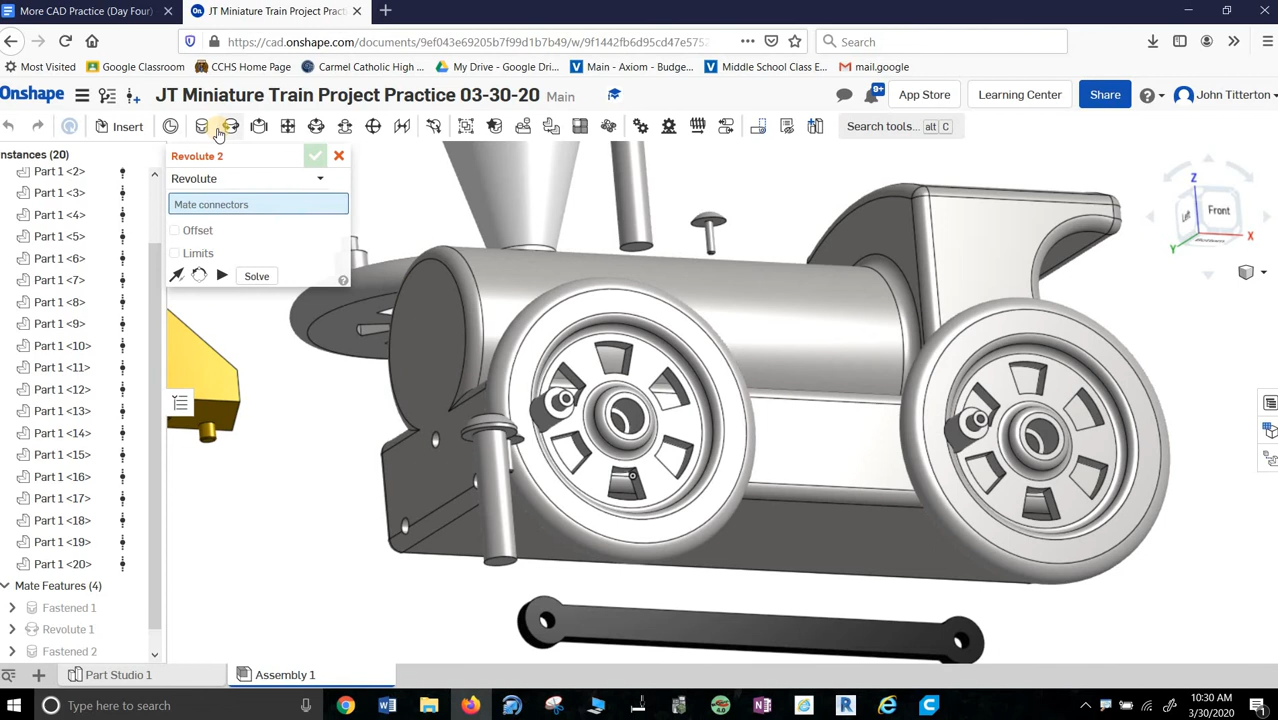 More CAD Practice (Day Four)
On JT Miniature Train Project Practi
https://cad.onshape.com/documents/9ef043e69205b7f99d1b7b49/w/9f1442fb6d95cd47e5752
Search
Most Visited
Google Classroom
CCHS Home Page
Carmel Catholic High ...
My Drive - Google Dri...
Main - Axiom - Budge...
Middle School Class E...
mail.google
Onshape
JT Miniature Train Project Practice 03-30-20
Main
9+
App Store
Learning Center
Share
John Titterton
Insert
Search tools...
alt
C
nstances (20)
Part 1 <2>
Part 1 <3>
Part 1 <4>
Part 1 <5>
Part 1 <6>
Part 1 <7>
Part 1 <8>
Part 1 <9>
Part 1 <10>
Part 1 <11>
Part 1 <12>
Part 1 <13>
Part 1 <14>
Part 1 <15>
Part 1 <16>
Part 1 <17>
Part 1 <18>
Part 1 <19>
Part 1 <20>
Mate Features (4)
Fastened 1
Revolute 1
Fastened 2
Revolute 2
Revolute
Mate connectors
Offset
Limits
Solve
Z
Left
Front
X
Y
Part Studio 1
Assembly 1
Type here to search
10:30 AM
3/30/2020